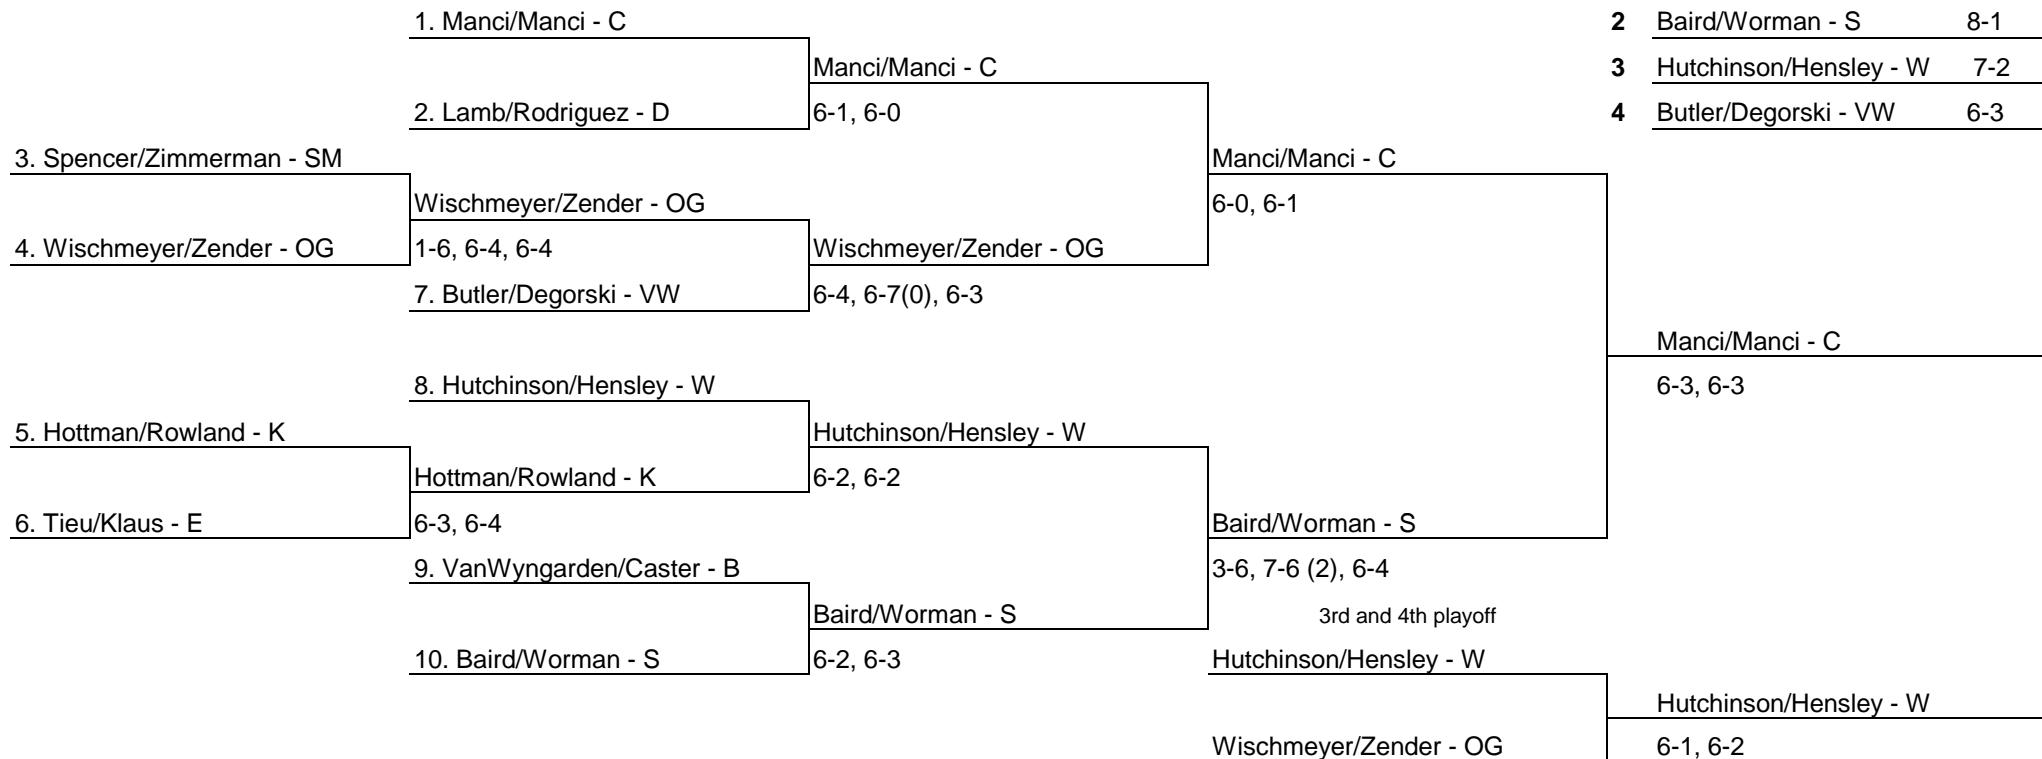 1. Manci/Manci - C
2 Baird/Worman - S 8-1
Manci/Manci - C
3 Hutchinson/Hensley - W 7-2
2. Lamb/Rodriguez - D
6-1, 6-0
4 Butler/Degorski - VW 6-3
3. Spencer/Zimmerman - SM
Manci/Manci - C
Wischmeyer/Zender - OG
6-0, 6-1
4. Wischmeyer/Zender - OG
1-6, 6-4, 6-4
Wischmeyer/Zender - OG
7. Butler/Degorski - VW
6-4, 6-7(0), 6-3
Manci/Manci - C
8. Hutchinson/Hensley - W
6-3, 6-3
5. Hottman/Rowland - K
Hutchinson/Hensley - W
Hottman/Rowland - K
6-2, 6-2
6. Tieu/Klaus - E
6-3, 6-4
Baird/Worman - S
9. VanWyngarden/Caster - B
3-6, 7-6 (2), 6-4
Baird/Worman - S
3rd and 4th playoff
10. Baird/Worman - S
6-2, 6-3
Hutchinson/Hensley - W
Hutchinson/Hensley - W
Wischmeyer/Zender - OG
6-1, 6-2